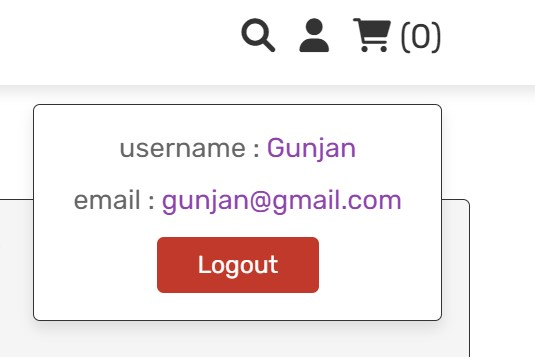 (0)
username : Gunjan
email : gunjan@gmail.com
Logout